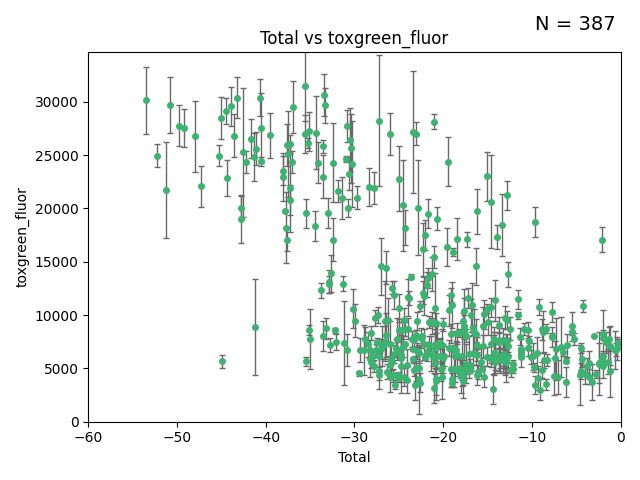 N = 387
Total vs toxgreen_fluor
toxgreen_fluor
30000
25000
20000
15000
10000
5000
0
−60 −50 −40 −30 −20 −10 0
Total